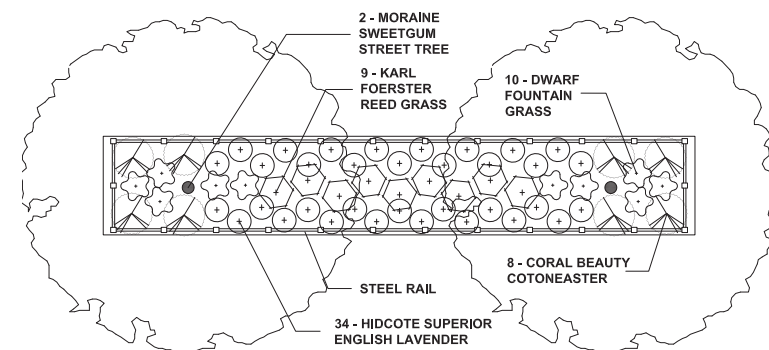 2 - MORAINE
SWEETGUM
STREET TREE
9 - KARL
FOERSTER
REED GRASS
10 - DWARF
FOUNTAIN
GRASS
8 - CORAL BEAUTY
COTONEASTER
STEEL RAIL
34 - HIDCOTE SUPERIOR
ENGLISH LAVENDER